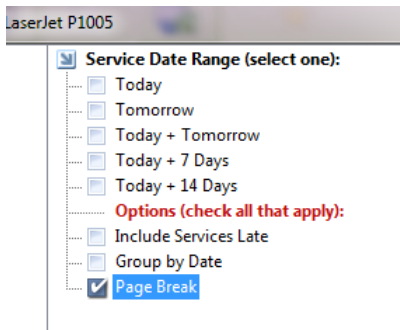 LaserJet P1005
Service Date Range (select one):
Today
Tomorrow
Today + Tomorrow
Today + 7 Days
Today + 14 Days
Options (check all that apply):
Include Services Late
Group by Date
Page Break